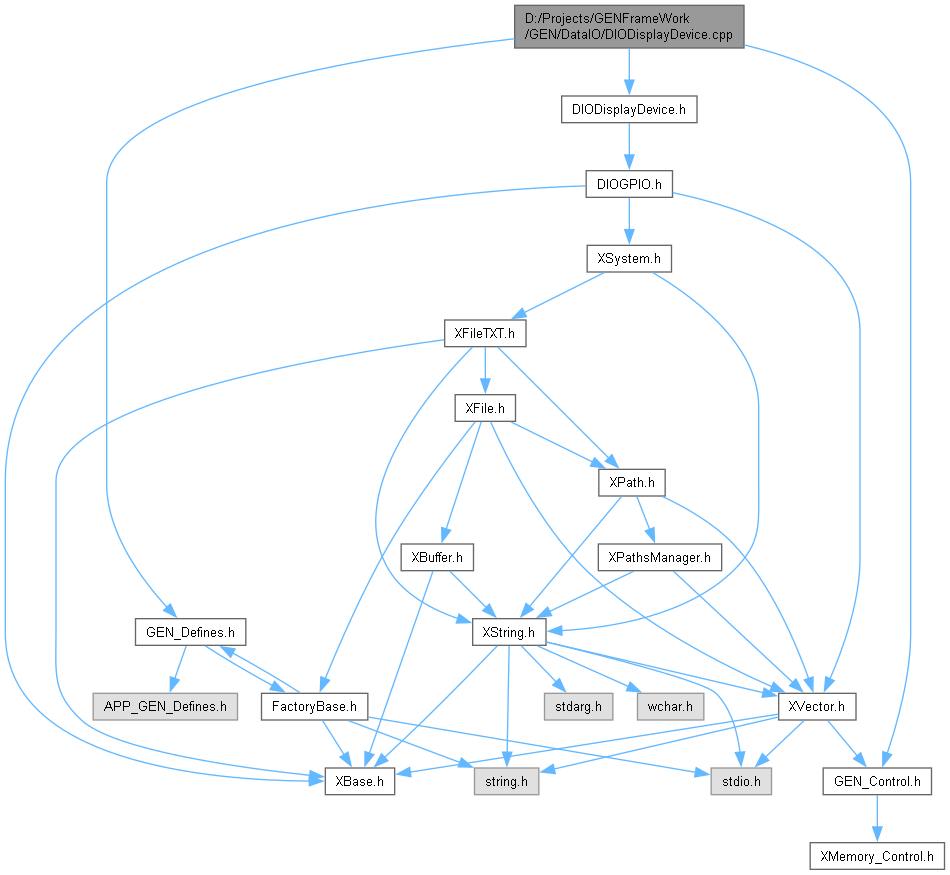 D:/Projects/GENFrameWork
/GEN/DataIO/DIODisplayDevice.cpp
DIODisplayDevice.h
DIOGPIO.h
XSystem.h
XFileTXT.h
XFile.h
XPath.h
XBuffer.h
XPathsManager.h
GEN_Defines.h
XString.h
APP_GEN_Defines.h
FactoryBase.h
stdarg.h
wchar.h
XVector.h
XBase.h
string.h
stdio.h
GEN_Control.h
XMemory_Control.h